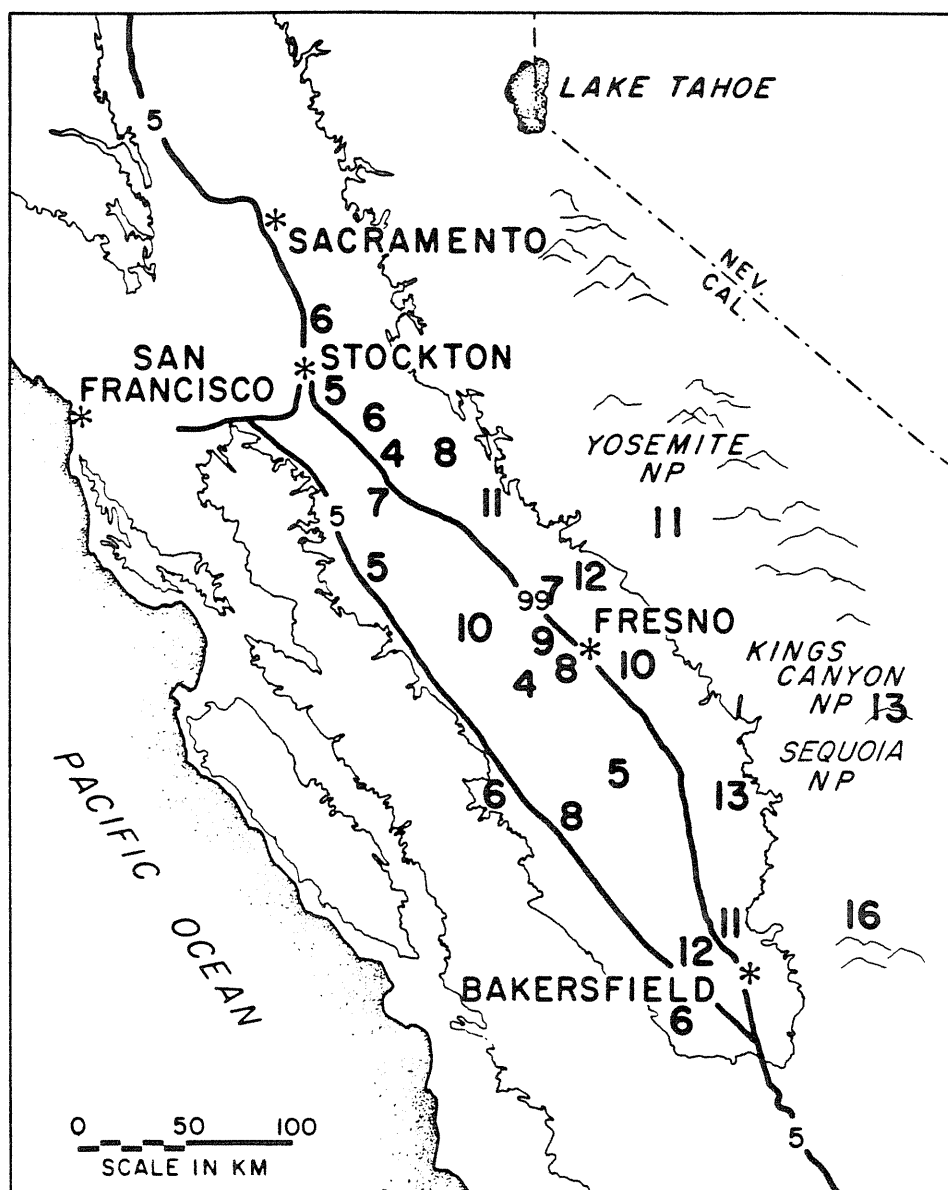 LAKE TAHOE
5
SACRAMENTO
NEV.
CAL.
6
SAN
FRANCISCO
STOCKTON
5
6
4
8
YOSEMITE
NP
7
11
5
11
5
12
7
99
10
9
FRESNO
8
10
4
KINGS
CANYON
NP
13
1
SEQUOIA
NP
5
6
8
13
PACIFIC
OCEAN
16
11
12
BAKERSFIELD
6
0 50 100
SCALE IN KM
5